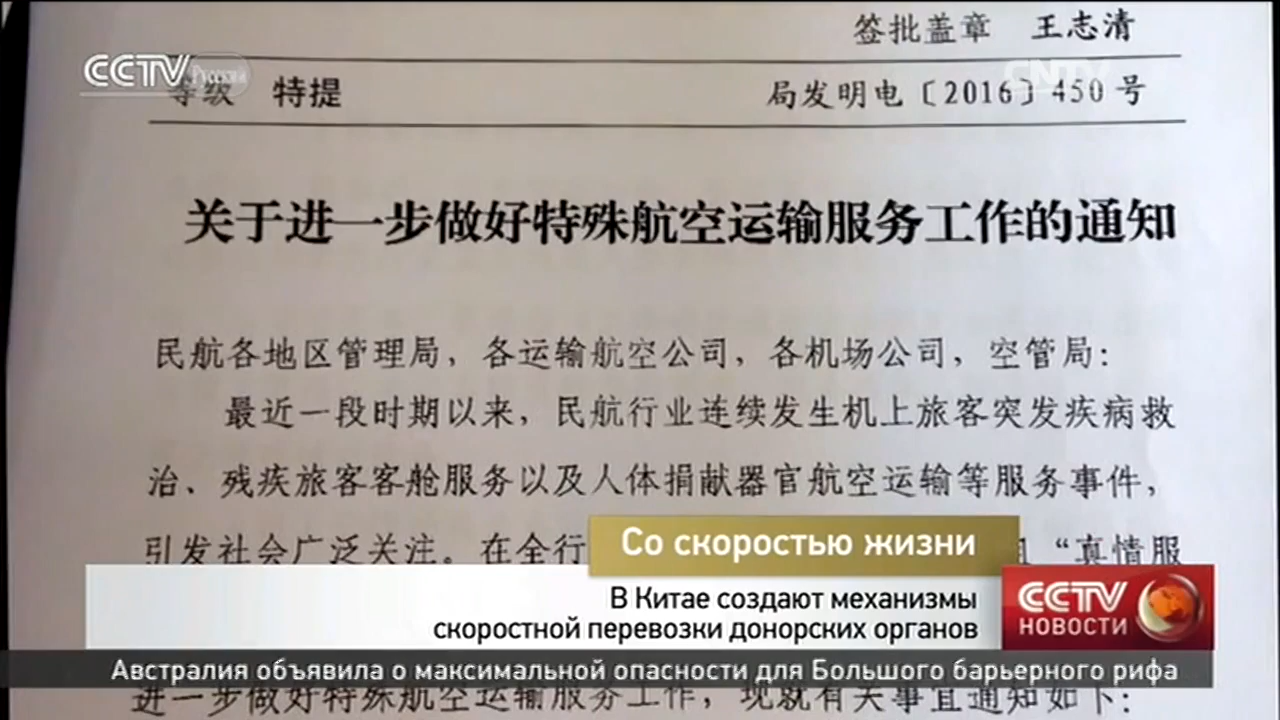 签批盖章 王志清
CCTV Русский
CNTV
等级 特提 局发明电〔2016〕450号
关于进一步做好特殊航空运输服务工作的通知
民航各地区管理局，各运输航空公司，各机场公司，空管局：
最近一段时期以来，民航行业连续发生机上旅客突发疾病救
治、残疾旅客客舱服务以及人体捐献器官航空运输等服务事件，
引发社会广泛关注。在全行 “真情服
Со скоростью жизни
В Китае создают механизмы
скоростной перевозки донорских органов
CCTV
НОВОСТИ
Австралия объявила о максимальной опасности для Большого барьерного рифа
进一步做好特殊航空运输服务工作，现就有关事宜通知如下：